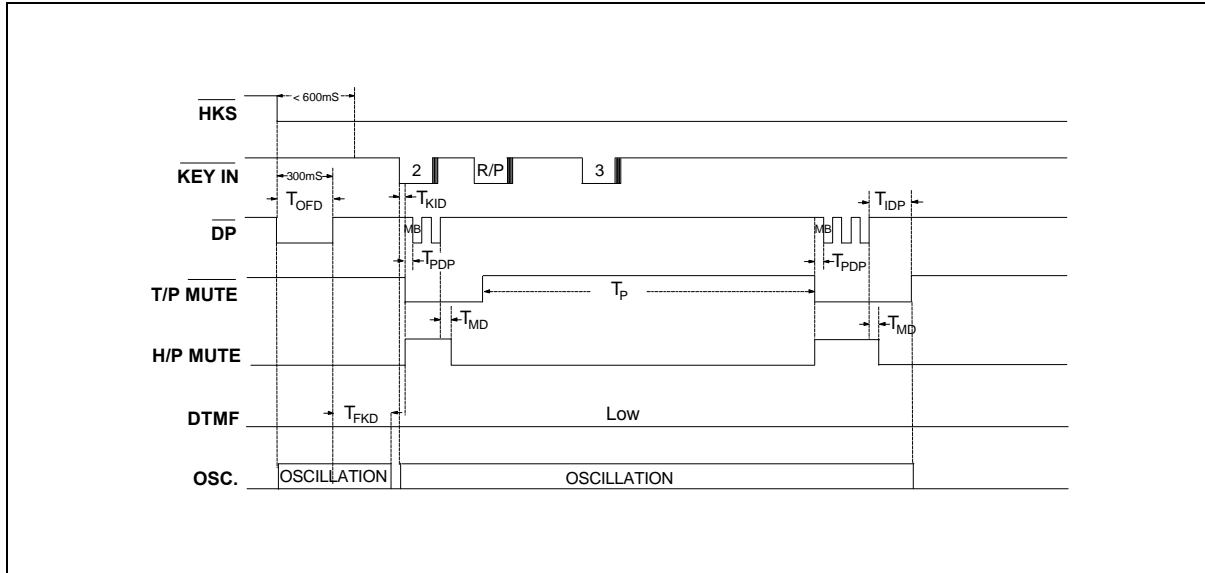 < 600mS
HKS
KEY IN
2
R/P
3
300mS
TOFD
TKID
TIDP
DP
MB
MB
TPDP
TPDP
T/P MUTE
TP
TMD
TMD
H/P MUTE
DTMF
TFKD
Low
OSC.
OSCILLATION
OSCILLATION